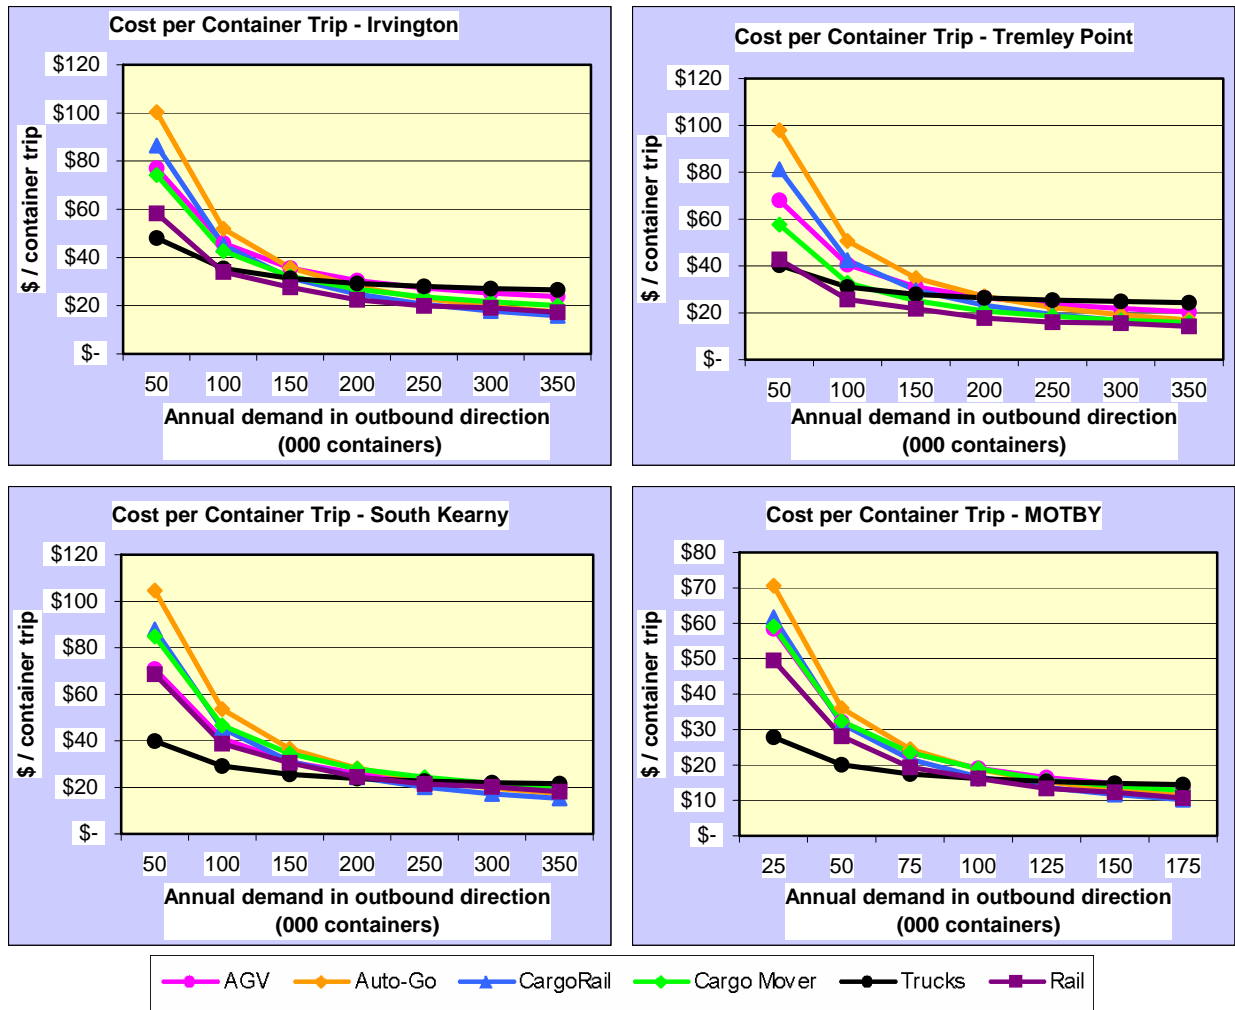 Cost per Container Trip - Irvington
$120
$100
$80
$60
$40
$20
$-
$ / container trip
50 100 150 200 250 300 350
Annual demand in outbound direction
(000 containers)
Cost per Container Trip - Tremley Point
$120
$100
$80
$60
$40
$20
$-
$ / container trip
50 100 150 200 250 300 350
Annual demand in outbound direction
(000 containers)
Cost per Container Trip - South Kearny
$120
$100
$80
$60
$40
$20
$-
$ / container trip
50 100 150 200 250 300 350
Annual demand in outbound direction
(000 containers)
Cost per Container Trip - MOTBY
$80
$70
$60
$50
$40
$30
$20
$10
$-
$ / container trip
25 50 75 100 125 150 175
Annual demand in outbound direction
(000 containers)
AGV Auto-Go CargoRail Cargo Mover Trucks Rail